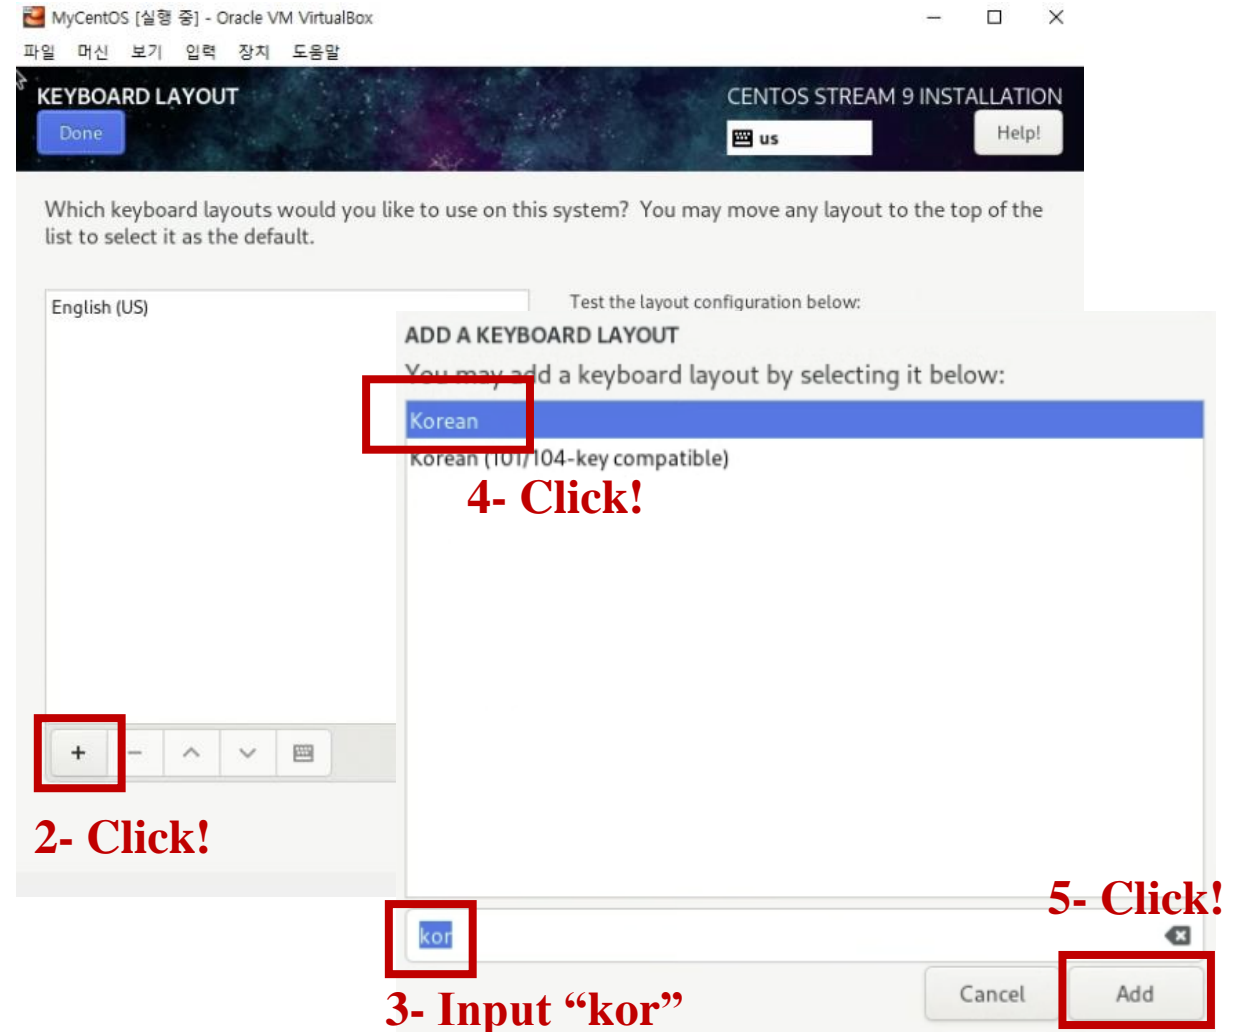 MyCentOS [실행 중] - Oracle VM VirtualBox
파일 머신 보기 입력 장치 도움말
KEYBOARD LAYOUT
CENTOS STREAM 9 INSTALLATION
Done
us
Help!
Which keyboard layouts would you like to use on this system? You may move any layout to the top of the
list to select it as the default.
English (US)
Test the layout configuration below:
ADD A KEYBOARD LAYOUT
You may add a keyboard layout by selecting it below:
Korean
Korean (101/104-key compatible)
4- Click!
+ −
2- Click!
5- Click!
kor
Cancel
Add
3- Input “kor”